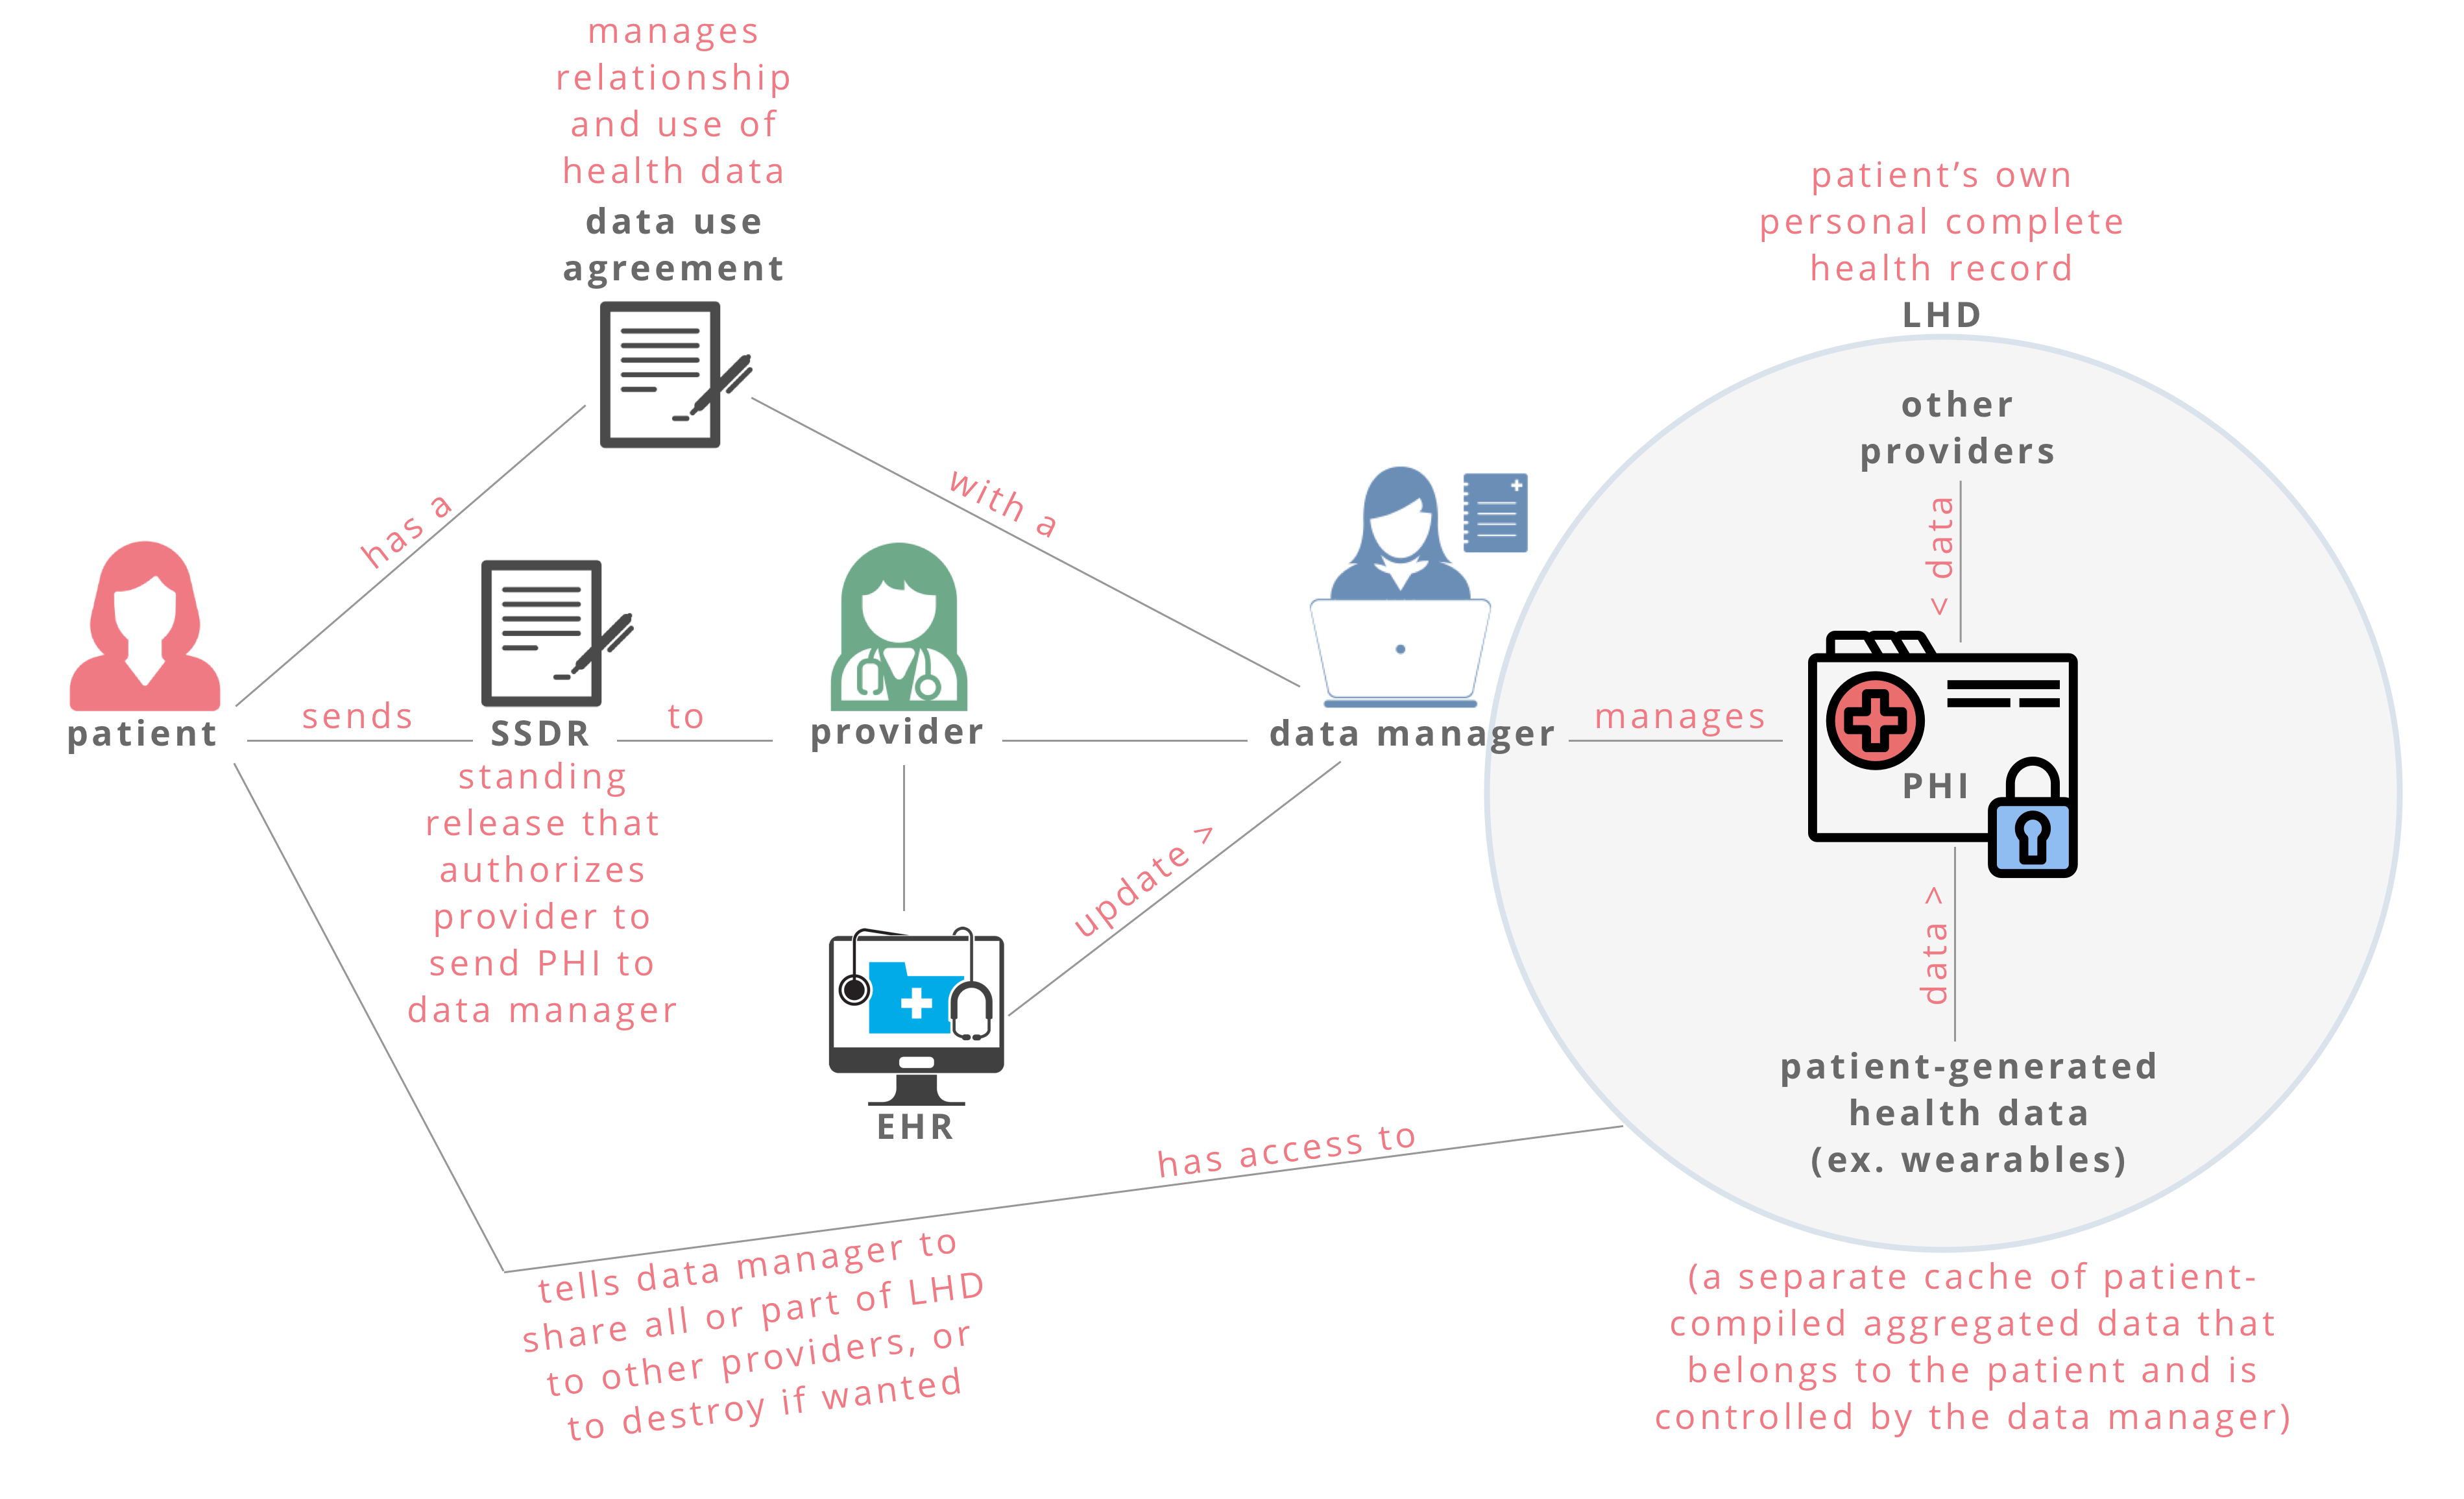 manages
relationship
and use of
health data
data use
agreement
patient's own
personal complete
health record
LHD
other
providers
< data
has a
with a
patient
sends
SSDR
to
provider
data manager
manages
PHI
standing
release that
authorizes
provider to
send PHI to
data manager
update >
data >
EHR
patient-generated
health data
(ex. wearables)
has access to
tells data manager to
share all or part of LHD
to other providers, or
to destroy if wanted
(a separate cache of patient-
compiled aggregated data that
belongs to the patient and is
controlled by the data manager)